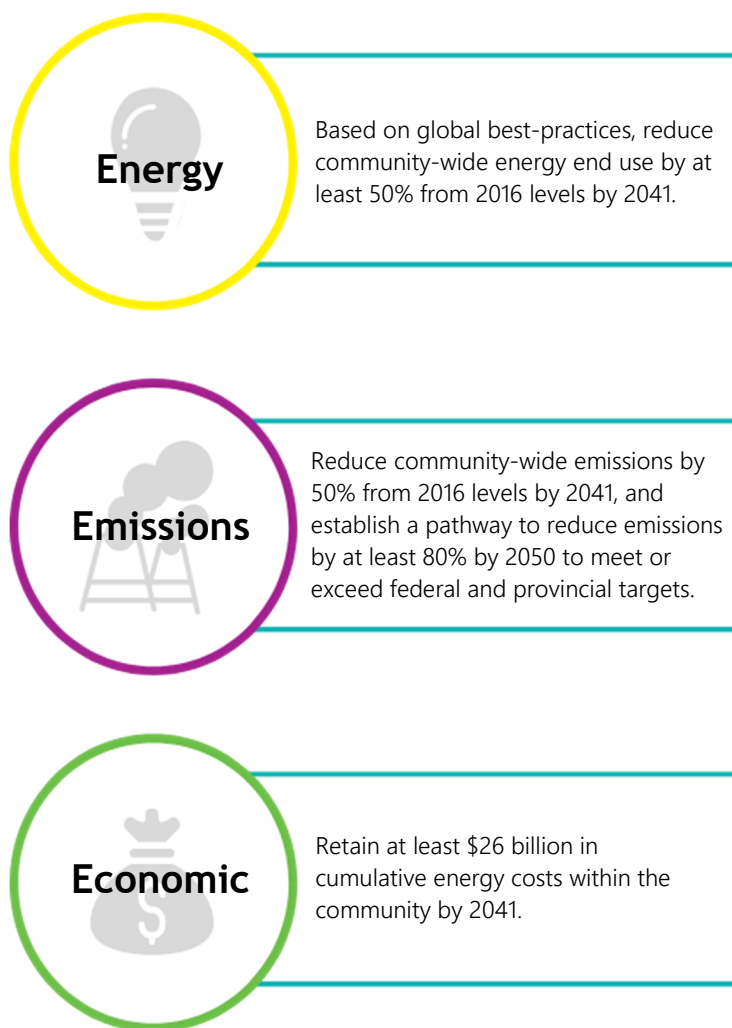 Energy
Based on global best-practices, reduce
community-wide energy end use by at
least 50% from 2016 levels by 2041.
Emissions
Reduce community-wide emissions by
50% from 2016 levels by 2041, and
establish a pathway to reduce emissions
by at least 80% by 2050 to meet or
exceed federal and provincial targets.
Economic
$
Retain at least $26 billion in
cumulative energy costs within the
community by 2041.